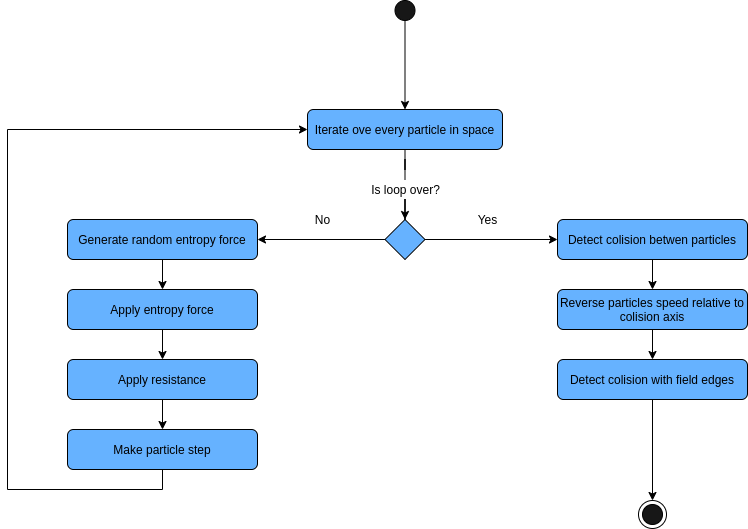 Iterate ove every particle in space
Is loop over?
No
Yes
Generate random entropy force
Detect colision betwen particles
Apply entropy force
Reverse particles speed relative to
colision axis
Apply resistance
Detect colision with field edges
Make particle step